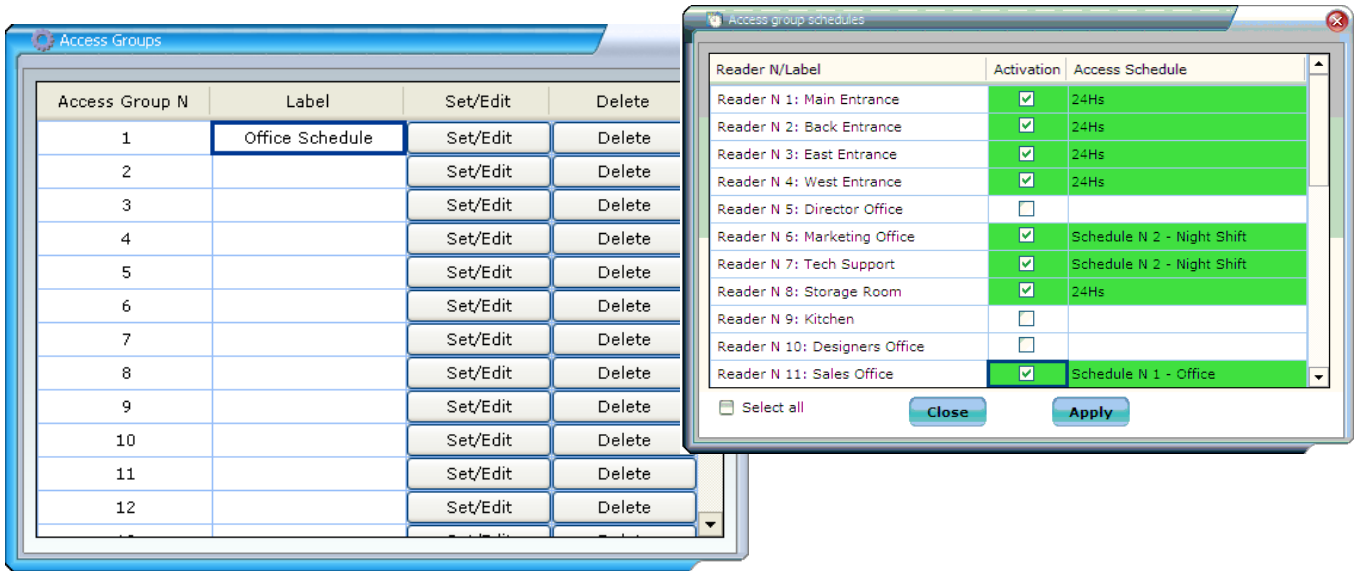 Access Groups
Access Group N Label Set/Edit Delete
1 Office Schedule Set/Edit Delete
2 Set/Edit Delete
3 Set/Edit Delete
4 Set/Edit Delete
5 Set/Edit Delete
6 Set/Edit Delete
7 Set/Edit Delete
8 Set/Edit Delete
9 Set/Edit Delete
10 Set/Edit Delete
11 Set/Edit Delete
12 Set/Edit Delete
Access group schedules
Reader N/Label Activation Access Schedule
Reader N 1: Main Entrance 24Hs
Reader N 2: Back Entrance 24Hs
Reader N 3: East Entrance 24Hs
Reader N 4: West Entrance 24Hs
Reader N 5: Director Office
Reader N 6: Marketing Office Schedule N 2 - Night Shift
Reader N 7: Tech Support Schedule N 2 - Night Shift
Reader N 8: Storage Room 24Hs
Reader N 9: Kitchen
Reader N 10: Designers Office
Reader N 11: Sales Office Schedule N 1 - Office
Select all Close Apply